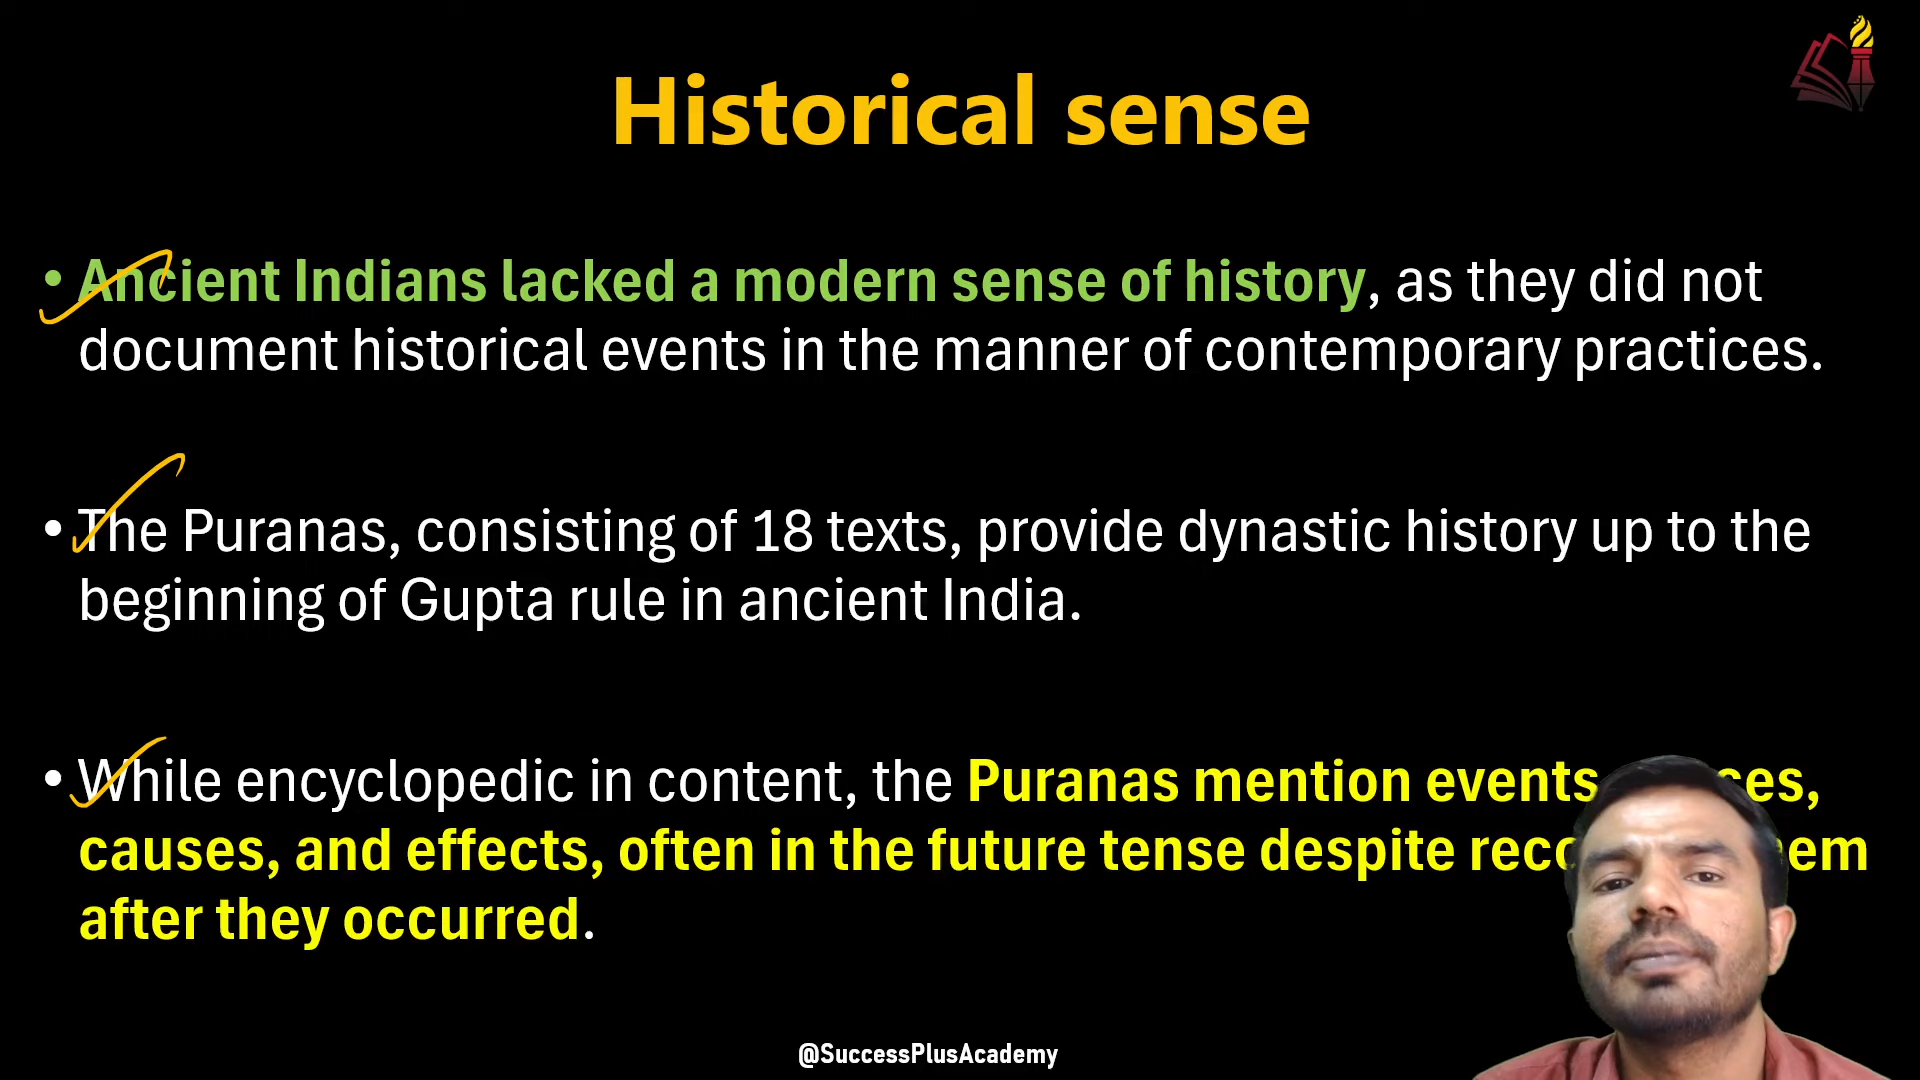 Historical sense
• Ancient Indians lacked a modern sense of history, as they did not
document historical events in the manner of contemporary practices.
• The Puranas, consisting of 18 texts, provide dynastic history up to the
beginning of Gupta rule in ancient India.
• While encyclopedic in content, the Puranas mention events
causes, and effects, often in the future tense despite
after they occurred.
@SuccessPlusAcademy